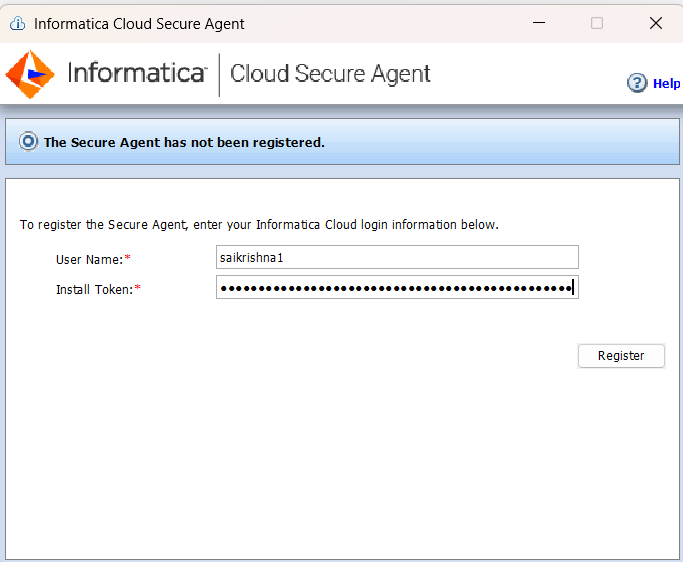 Informatica Cloud Secure Agent
Informatica Cloud Secure Agent
? Help
The Secure Agent has not been registered.
To register the Secure Agent, enter your Informatica Cloud login information below.
User Name:* saikrishna1
Install Token:* •••••••••••••••••••••••••••••••••••••••••••••••
Register